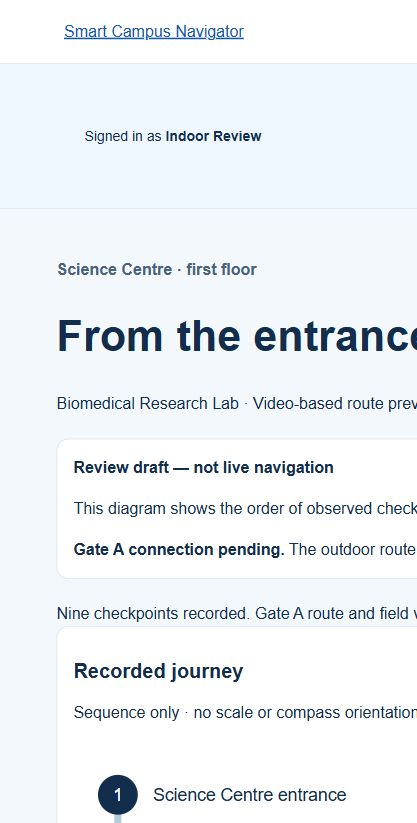 Smart Campus Navigator
Signed in as Indoor Review
Science Centre · first floor
From the entrance
Biomedical Research Lab · Video-based route prev
Review draft — not live navigation
This diagram shows the order of observed check
Gate A connection pending. The outdoor route
Nine checkpoints recorded. Gate A route and field v
Recorded journey
Sequence only · no scale or compass orientation
1 Science Centre entrance